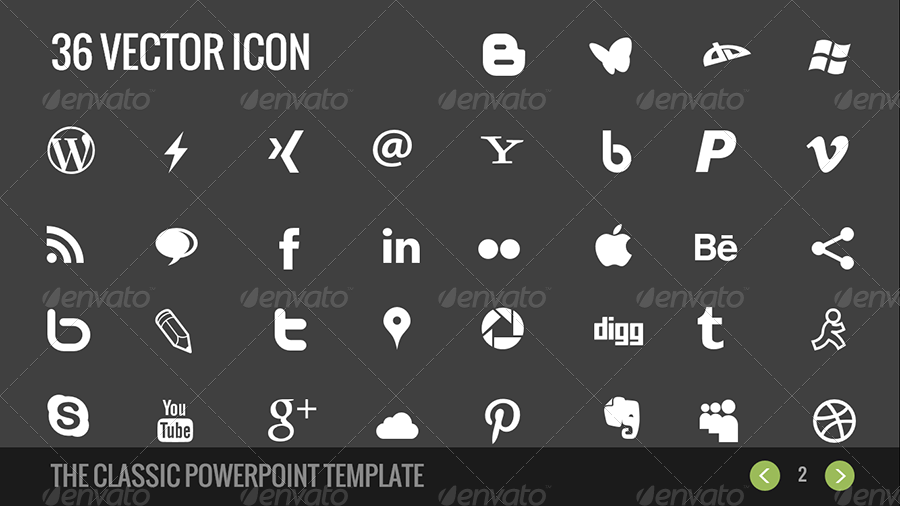 36 VECTOR ICON
envato envato envato envato envato
W @ Y b P v
f in Bē
b t digg t
envato envato envato envato envato
S You Tube g+
THE CLASSIC POWERPOINT TEMPLATE 2
envato envato envato envato envato